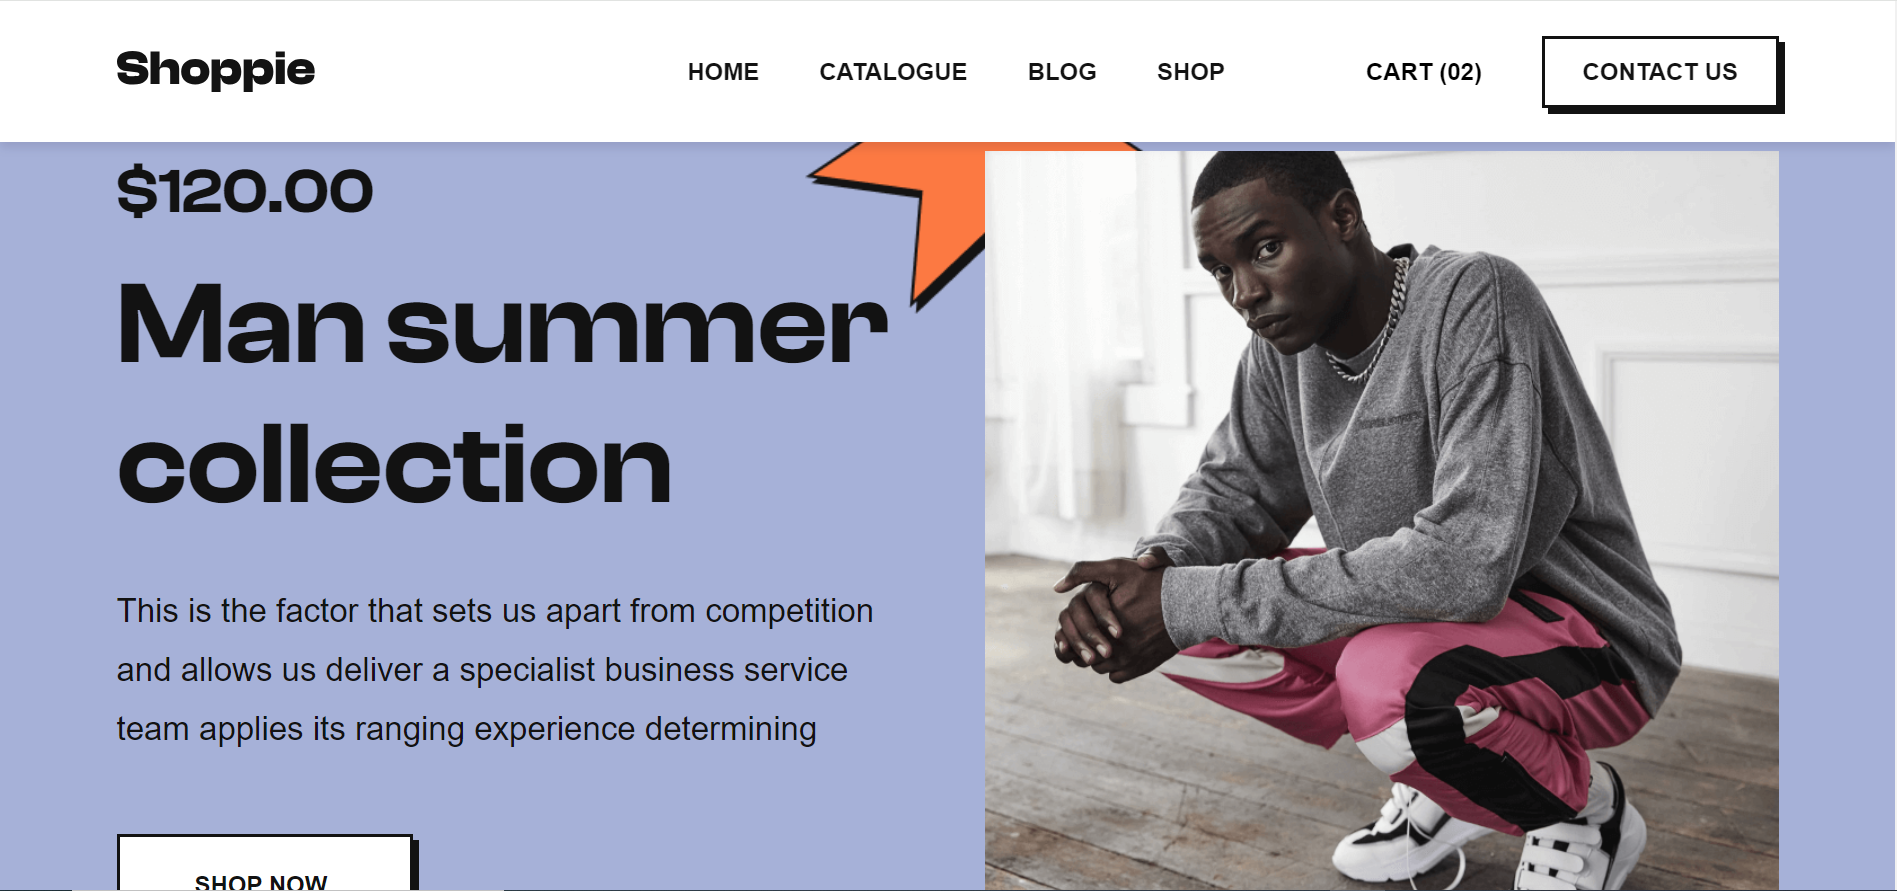 Shoppie
HOME CATALOGUE BLOG SHOP CART (02) CONTACT US
$120.00
Man summer
collection
This is the factor that sets us apart from competition
and allows us deliver a specialist business service
team applies its ranging experience determining
SHOP NOW